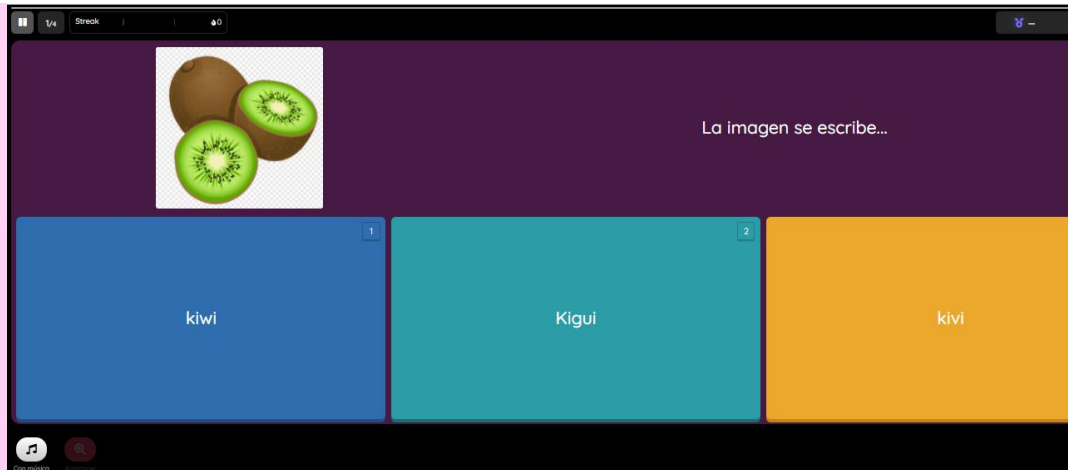 1/4 Streak 0 –
La imagen se escribe...
1 2
kiwi Kigui kivi
Con música